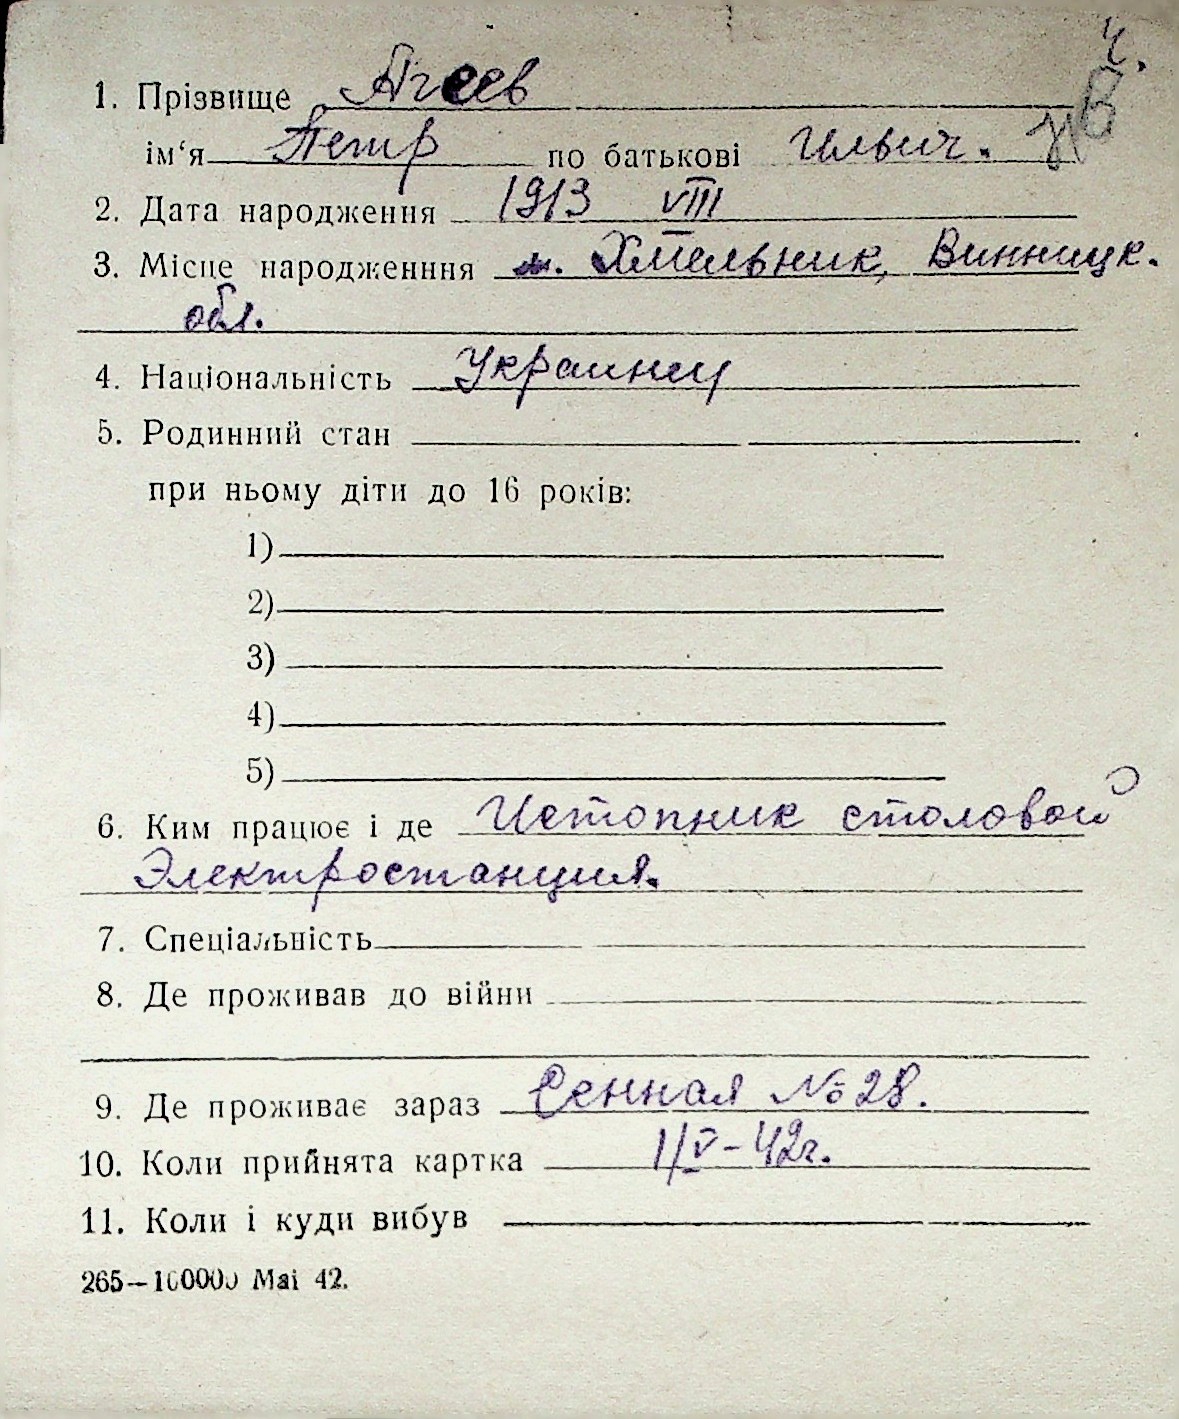 ч.
1. Прізвище Агеев
ім‘я Петр по батькові Ильич.
2. Дата народження 1913 VIII
3. Місце народженння м. Хмельник, Винницк.
обл.
4. Національність Украинец
5. Родинний стан
при ньому діти до 16 років:
1)
2)
3)
4)
5)
6. Ким працює і де Истопник столовой
Электростанция.
7. Спеціальність
8. Де проживав до війни
9. Де проживає зараз Сенная № 28.
10. Коли прийнята картка 1/V-42г.
11. Коли і куди вибув
265—100000 Mai 42.